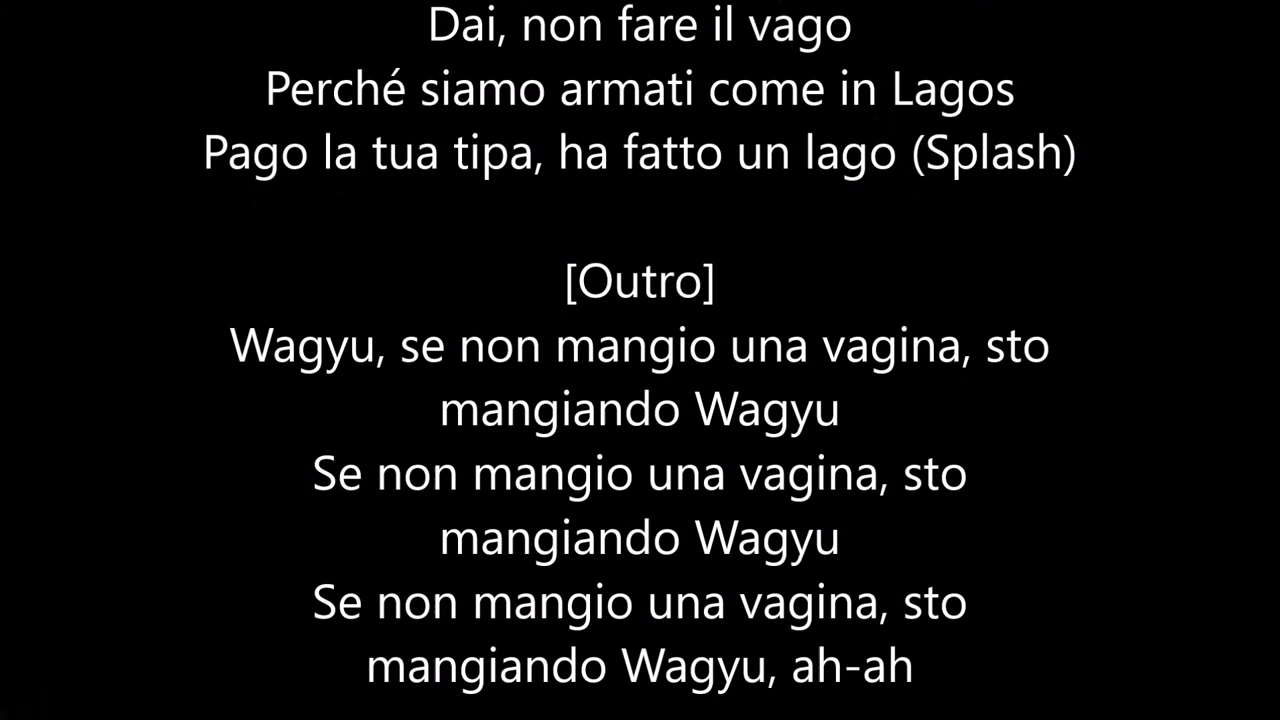 Dai, non fare il vago
Perché siamo armati come in Lagos
Pago la tua tipa, ha fatto un lago (Splash)
[Outro]
Wagyu, se non mangio una vagina, sto
mangiando Wagyu
Se non mangio una vagina, sto
mangiando Wagyu
Se non mangio una vagina, sto
mangiando Wagyu, ah-ah